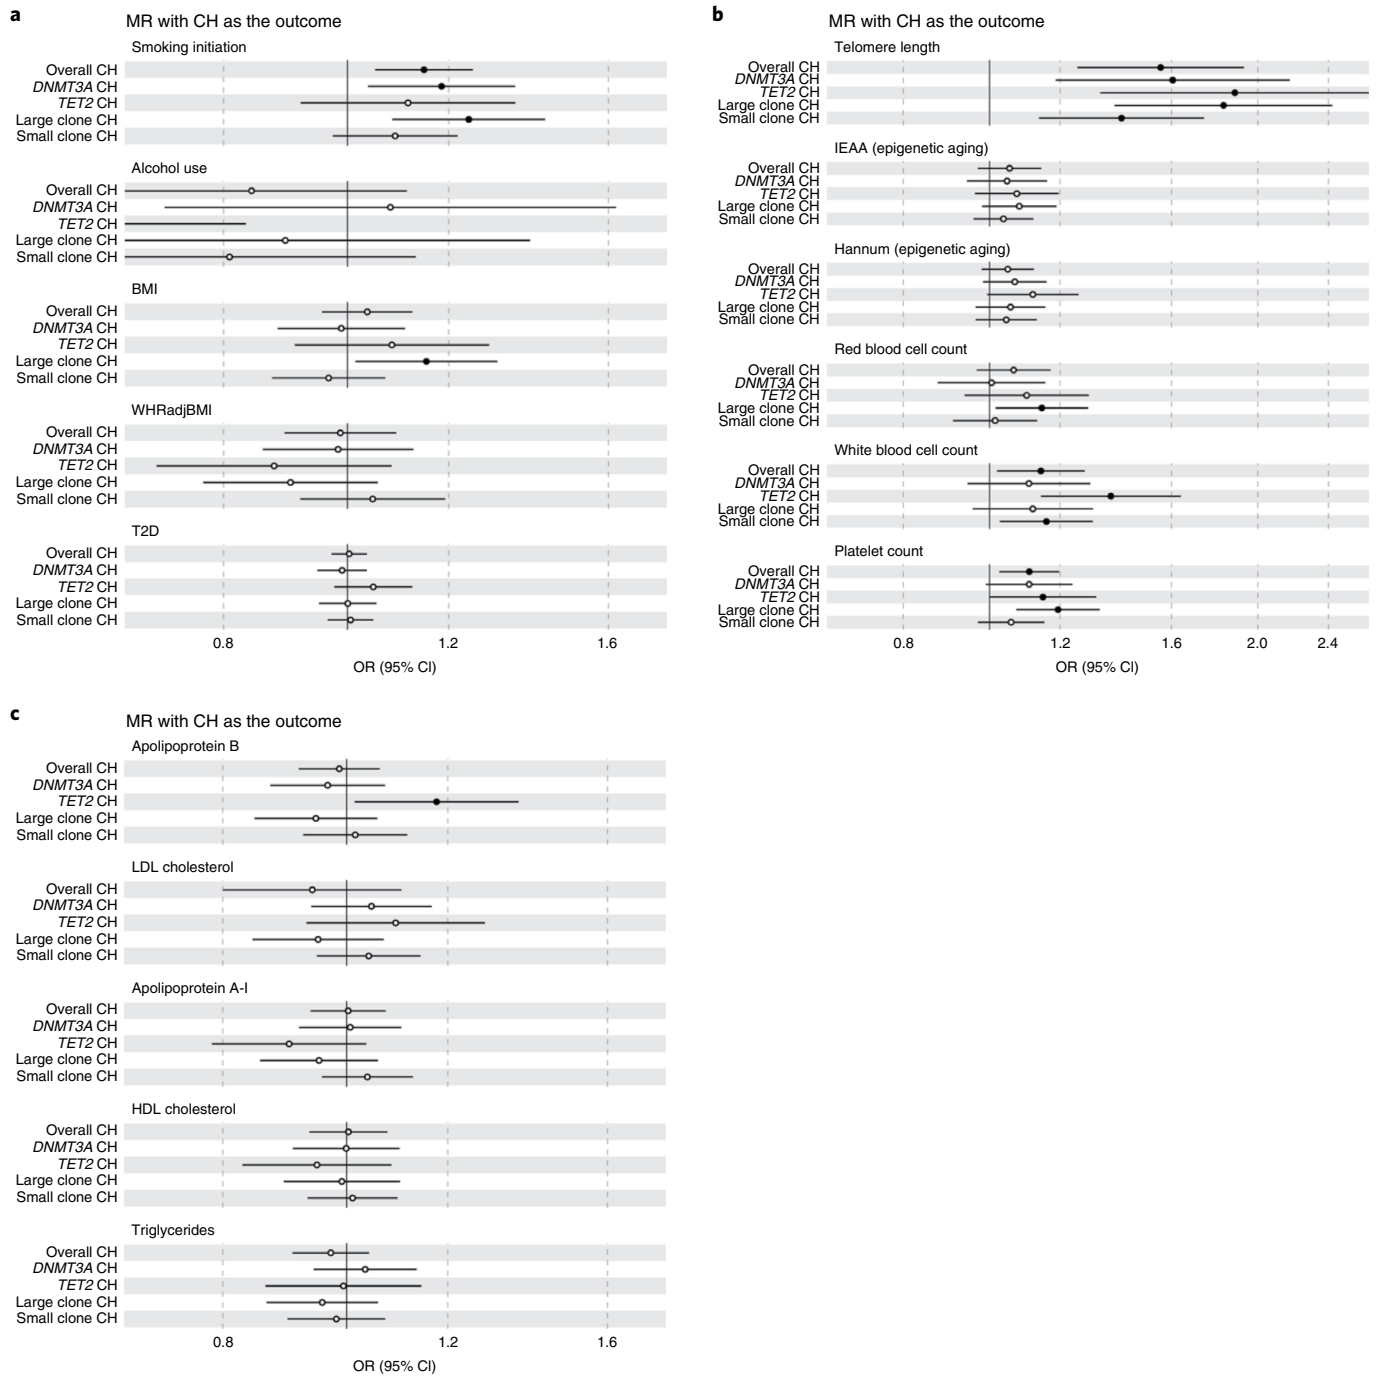 a
MR with CH as the outcome
Smoking initiation
Overall CH
DNMT3A CH
TET2 CH
Large clone CH
Small clone CH
Alcohol use
Overall CH
DNMT3A CH
TET2 CH
Large clone CH
Small clone CH
BMI
Overall CH
DNMT3A CH
TET2 CH
Large clone CH
Small clone CH
WHRadjBMI
Overall CH
DNMT3A CH
TET2 CH
Large clone CH
Small clone CH
T2D
Overall CH
DNMT3A CH
TET2 CH
Large clone CH
Small clone CH
0.8 1.2 1.6
OR (95% CI)
b
MR with CH as the outcome
Telomere length
Overall CH
DNMT3A CH
TET2 CH
Large clone CH
Small clone CH
IEAA (epigenetic aging)
Overall CH
DNMT3A CH
TET2 CH
Large clone CH
Small clone CH
Hannum (epigenetic aging)
Overall CH
DNMT3A CH
TET2 CH
Large clone CH
Small clone CH
Red blood cell count
Overall CH
DNMT3A CH
TET2 CH
Large clone CH
Small clone CH
White blood cell count
Overall CH
DNMT3A CH
TET2 CH
Large clone CH
Small clone CH
Platelet count
Overall CH
DNMT3A CH
TET2 CH
Large clone CH
Small clone CH
0.8 1.2 1.6 2.0 2.4
OR (95% CI)
c
MR with CH as the outcome
Apolipoprotein B
Overall CH
DNMT3A CH
TET2 CH
Large clone CH
Small clone CH
LDL cholesterol
Overall CH
DNMT3A CH
TET2 CH
Large clone CH
Small clone CH
Apolipoprotein A-I
Overall CH
DNMT3A CH
TET2 CH
Large clone CH
Small clone CH
HDL cholesterol
Overall CH
DNMT3A CH
TET2 CH
Large clone CH
Small clone CH
Triglycerides
Overall CH
DNMT3A CH
TET2 CH
Large clone CH
Small clone CH
0.8 1.2 1.6
OR (95% CI)